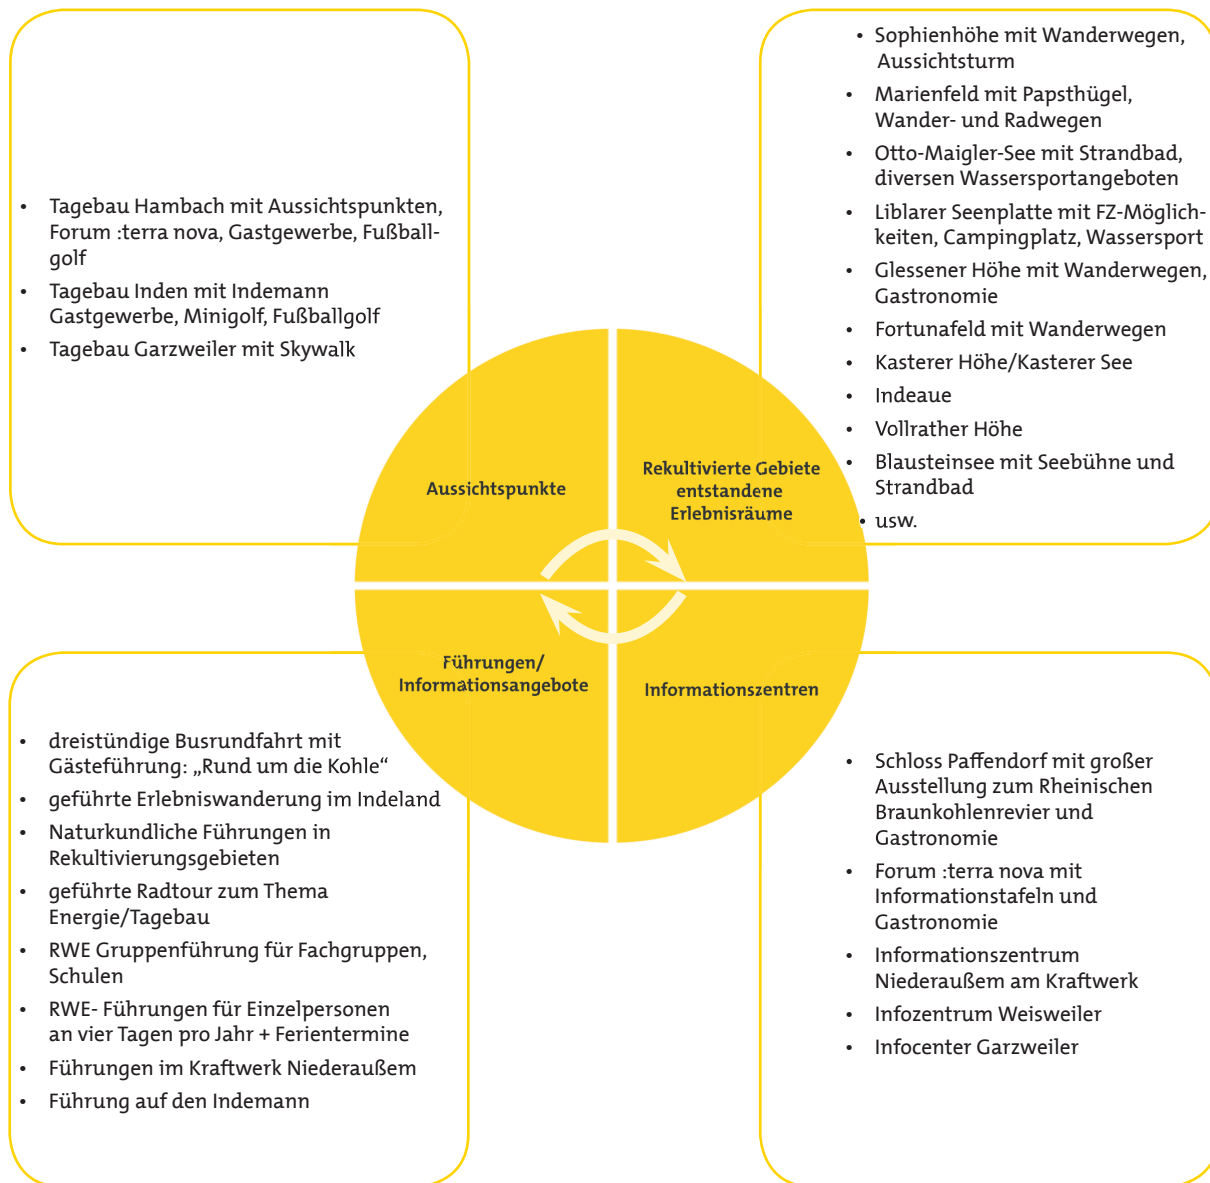 • Tagebau Hambach mit Aussichtspunkten,
Forum :terra nova, Gastgewerbe, Fußball-
golf
• Tagebau Inden mit Indemann
Gastgewerbe, Minigolf, Fußballgolf
• Tagebau Garzweiler mit Skywalk
• Sophienhöhe mit Wanderwegen,
Aussichtsturm
• Marienfeld mit Papsthügel,
Wander- und Radwegen
• Otto-Maigler-See mit Strandbad,
diversen Wassersportangeboten
• Liblarer Seenplatte mit FZ-Möglich-
keiten, Campingplatz, Wassersport
• Glessener Höhe mit Wanderwegen,
Gastronomie
• Fortunafeld mit Wanderwegen
• Kasterer Höhe/Kasterer See
• Indeaue
• Vollrather Höhe
• Blausteinsee mit Seebühne und
Strandbad
• usw.
Aussichtspunkte
Rekultivierte Gebiete
entstandene
Erlebnisräume
Führungen/
Informationsangebote
Informationszentren
• dreistündige Busrundfahrt mit
Gästeführung: „Rund um die Kohle“
• geführte Erlebniswanderung im Indeland
• Naturkundliche Führungen in
Rekultivierungsgebieten
• geführte Radtour zum Thema
Energie/Tagebau
• RWE Gruppenführung für Fachgruppen,
Schulen
• RWE- Führungen für Einzelpersonen
an vier Tagen pro Jahr + Ferientermine
• Führungen im Kraftwerk Niederaußem
• Führung auf den Indemann
• Schloss Paffendorf mit großer
Ausstellung zum Rheinischen
Braunkohlenrevier und
Gastronomie
• Forum :terra nova mit
Informationstafeln und
Gastronomie
• Informationszentrum
Niederaußem am Kraftwerk
• Infozentrum Weisweiler
• Infocenter Garzweiler